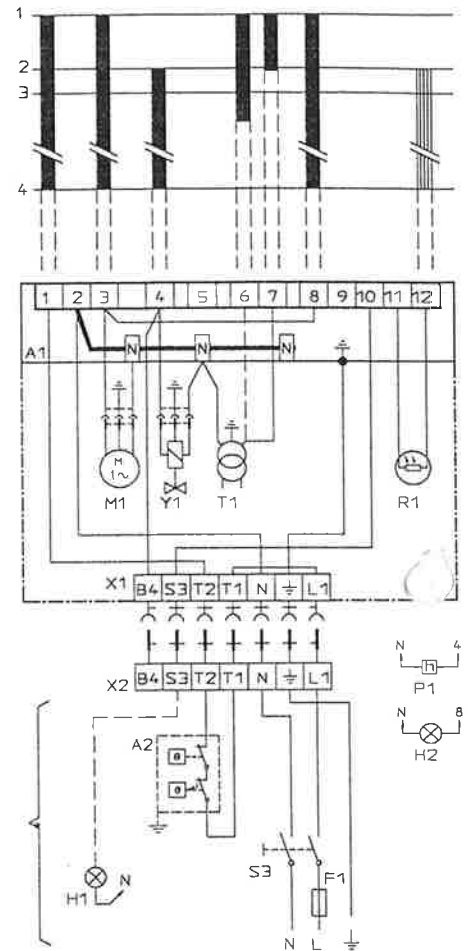 1
2
3
4
1 2 3 4 5 6 7 8 9 10 11 12
A1 N N N
M
1~
M1 Y1 T1 R1
X1 B4 S3 T2 T1 N L1
X2 B4 S3 T2 T1 N L1
N 4
h
P1
A2
N 8
H2
θ
θ
S3 F1
H1 N
N L